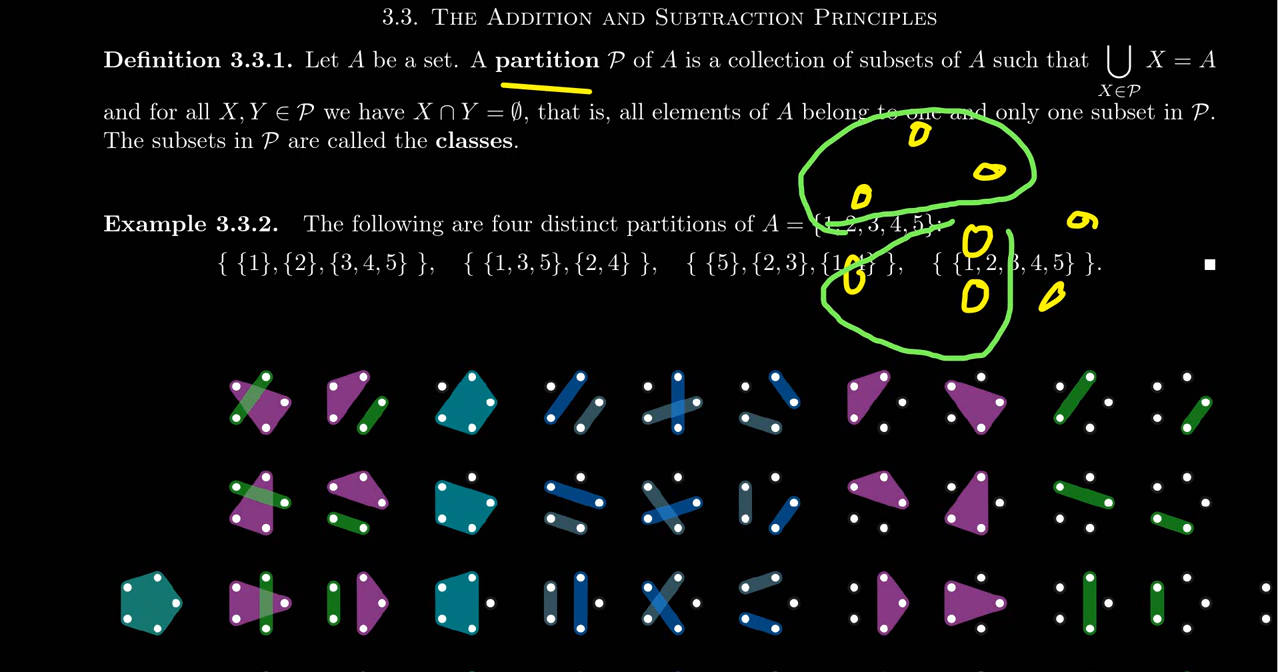 3.3. The Addition and Subtraction Principles
Definition 3.3.1. Let A be a set. A partition 𝒫 of A is a collection of subsets of A such that ⋃ X = A
X∈𝒫
and for all X, Y ∈ 𝒫 we have X ∩ Y = ∅, that is, all elements of A belong to one and only one subset in 𝒫.
The subsets in 𝒫 are called the classes.
Example 3.3.2. The following are four distinct partitions of A = {1, 2, 3, 4, 5}:
{ {1}, {2}, {3, 4, 5} }, { {1, 3, 5}, {2, 4} }, { {5}, {2, 3}, {1, 4} }, { {1, 2, 3, 4, 5} }.